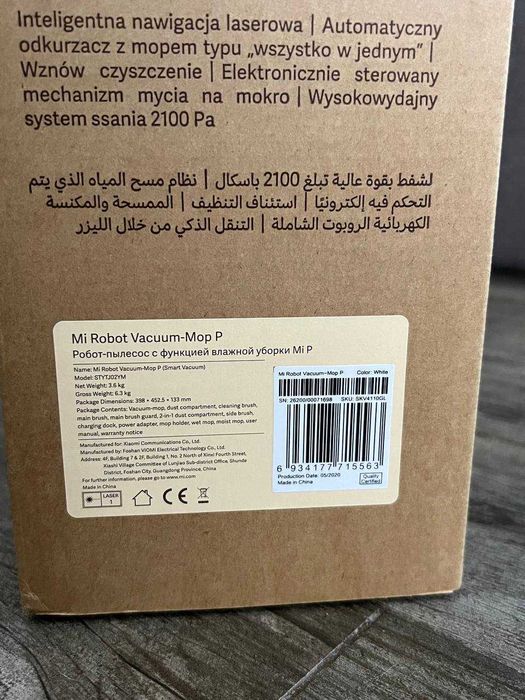 Inteligentna nawigacja laserowa | Automatyczny
odkurzacz z mopem typu „wszystko w jednym” |
Wznów czyszczenie | Elektronicznie sterowany
mechanizm mycia na mokro | Wysokowydajny
system ssania 2100 Pa
لشفط بقوة عالية تبلغ 2100 باسكال | نظام مسح المياه الذي يتم
التحكم فيه إلكترونيًا | استئناف التنظيف | الممسحة والمكنسة
الكهربائية الروبوت الشاملة | التنقل الذكي من خلال الليزر
Mi Robot Vacuum-Mop P
Робот-пылесос с функцией влажной уборки Mi P
Name: Mi Robot Vacuum-Mop P (Smart Vacuum)
Model: STYTJ02YM
Net Weight: 3.6 kg
Gross Weight: 6.3 kg
Package Dimensions: 398 × 452.5 × 133 mm
Package Contents: Vacuum-mop, dust compartment, cleaning brush,
main brush, main brush guard, 2-in-1 dust compartment, side brush,
charging dock, power adapter, mop holder, wet mop, moist mop, user
manual, warranty notice
Manufactured for: Xiaomi Communications Co., Ltd.
Manufactured by: Foshan VIOMI Electrical Technology Co., Ltd.
Address: 4F, Building 7 & 2F, Building 1, No. 2 North of Xinxi Fourth Street,
Xiashi Village Committee of Lunjiao Sub-District Office, Shunde
District, Foshan City, Guangdong Province, China
For further information, please go to www.mi.com
Made in China
LASER
1
CE
Mi Robot Vacuum-Mop P Color: White
SN: 26200/00071698 SKU: SKV4110GL
6 934177 715563
Production Date: 05/2020
Made in China
Quality
Certified